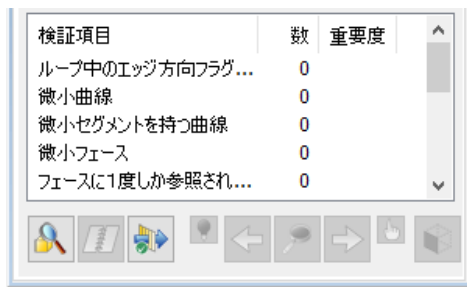 検証項目 数 重要度
ループ中のエッジ方向フラグ... 0
微小曲線 0
微小セグメントを持つ曲線 0
微小フェース 0
フェースに1度しか参照され... 0